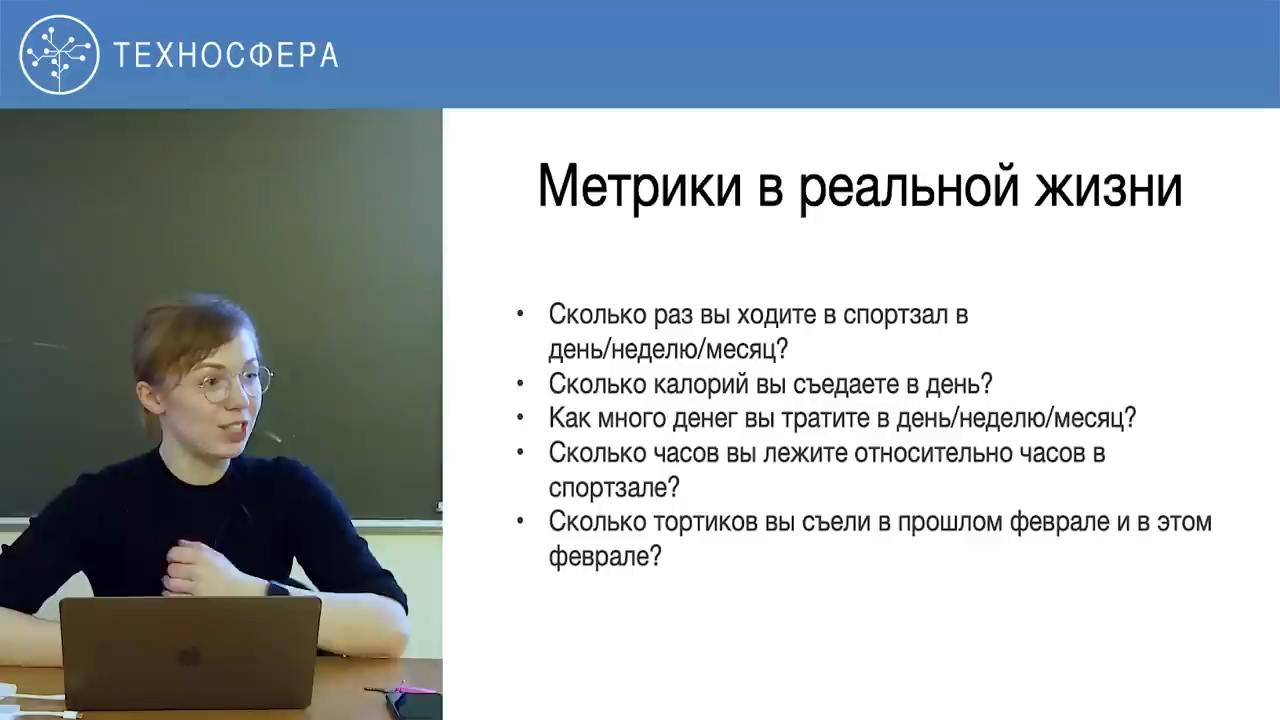 ТЕХНОСФЕРА
Метрики в реальной жизни
• Сколько раз вы ходите в спортзал в
день/неделю/месяц?
• Сколько калорий вы съедаете в день?
• Как много денег вы тратите в день/неделю/месяц?
• Сколько часов вы лежите относительно часов в
спортзале?
• Сколько тортиков вы съели в прошлом феврале и в этом
феврале?